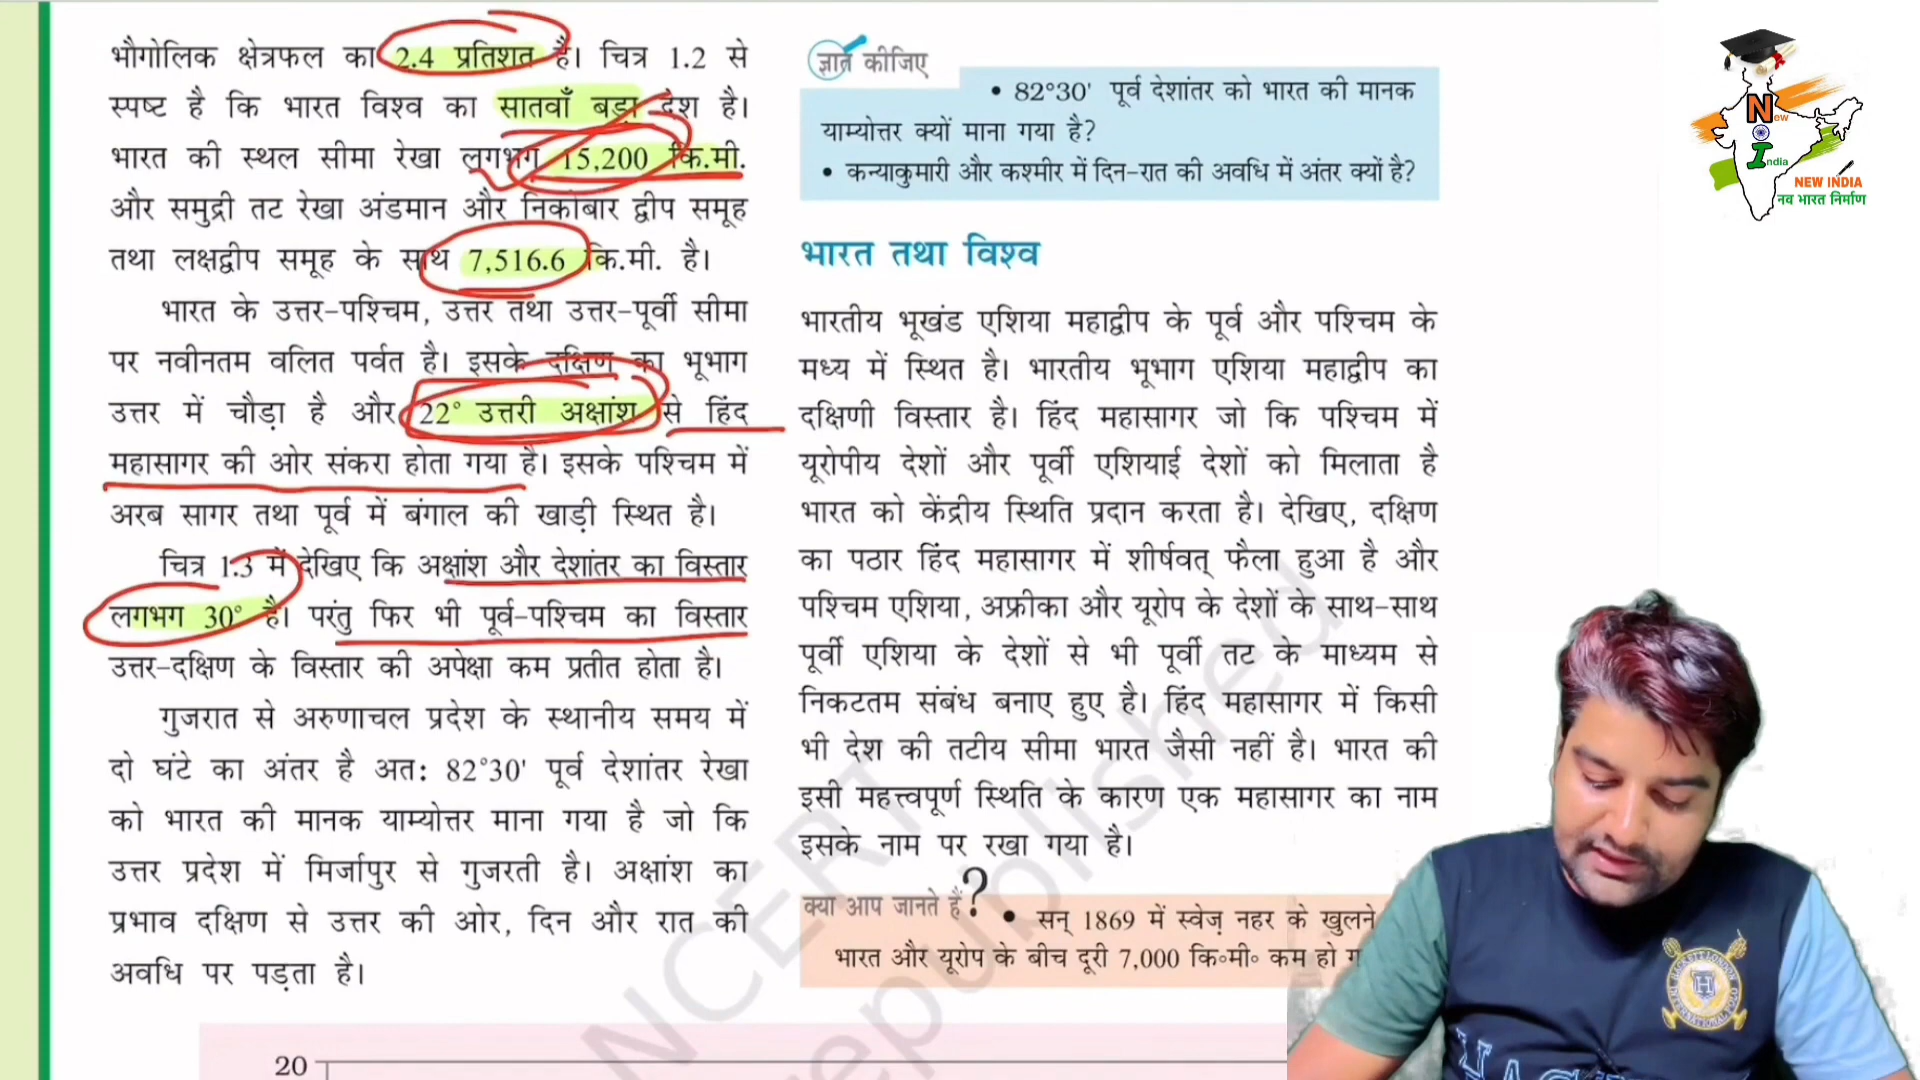 भौगोलिक क्षेत्रफल का 2.4 प्रतिशत है। चित्र 1.2 से
स्पष्ट है कि भारत विश्व का सातवाँ बड़ा देश है।
भारत की स्थल सीमा रेखा लगभग 15,200 कि.मी.
और समुद्री तट रेखा अंडमान और निकोबार द्वीप समूह
तथा लक्षद्वीप समूह के साथ 7,516.6 कि.मी. है।
भारत के उत्तर-पश्चिम, उत्तर तथा उत्तर-पूर्वी सीमा
पर नवीनतम वलित पर्वत है। इसके दक्षिण का भूभाग
उत्तर में चौड़ा है और 22° उत्तरी अक्षांश से हिंद
महासागर की ओर संकरा होता गया है। इसके पश्चिम में
अरब सागर तथा पूर्व में बंगाल की खाड़ी स्थित है।
चित्र 1.3 में देखिए कि अक्षांश और देशांतर का विस्तार
लगभग 30° है। परंतु फिर भी पूर्व-पश्चिम का विस्तार
उत्तर-दक्षिण के विस्तार की अपेक्षा कम प्रतीत होता है।
गुजरात से अरुणाचल प्रदेश के स्थानीय समय में
दो घंटे का अंतर है अत: 82°30' पूर्व देशांतर रेखा
को भारत की मानक याम्योत्तर माना गया है जो कि
उत्तर प्रदेश में मिर्जापुर से गुजरती है। अक्षांश का
प्रभाव दक्षिण से उत्तर की ओर, दिन और रात की
अवधि पर पड़ता है।
20
ज्ञात कीजिए
• 82°30' पूर्व देशांतर को भारत की मानक
याम्योत्तर क्यों माना गया है?
• कन्याकुमारी और कश्मीर में दिन-रात की अवधि में अंतर क्यों है?
भारत तथा विश्व
भारतीय भूखंड एशिया महाद्वीप के पूर्व और पश्चिम के
मध्य में स्थित है। भारतीय भूभाग एशिया महाद्वीप का
दक्षिणी विस्तार है। हिंद महासागर जो कि पश्चिम में
यूरोपीय देशों और पूर्वी एशियाई देशों को मिलाता है
भारत को केंद्रीय स्थिति प्रदान करता है। देखिए, दक्षिण
का पठार हिंद महासागर में शीर्षवत् फैला हुआ है और
पश्चिम एशिया, अफ्रीका और यूरोप के देशों के साथ-साथ
पूर्वी एशिया के देशों से भी पूर्वी तट के माध्यम से
निकटतम संबंध बनाए हुए है। हिंद महासागर में किसी
भी देश की तटीय सीमा भारत जैसी नहीं है। भारत की
इसी महत्त्वपूर्ण स्थिति के कारण एक महासागर का नाम
इसके नाम पर रखा गया है।
क्या आप जानते हैं?
• सन् 1869 में स्वेज़ नहर के खुलने
भारत और यूरोप के बीच दूरी 7,000 कि॰मी॰ कम हो
NCERT
republished
New
India
NEW INDIA
नव भारत निर्माण